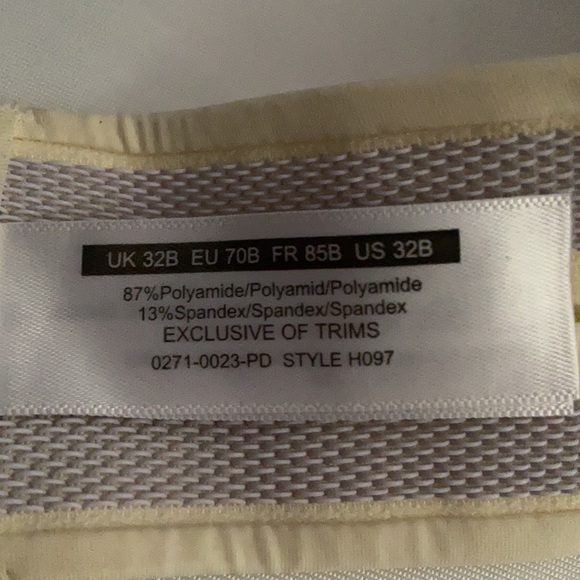 UK 32B EU 70B FR 85B US 32B
87%Polyamide/Polyamid/Polyamide
13%Spandex/Spandex/Spandex
EXCLUSIVE OF TRIMS
0271-0023-PD STYLE H097